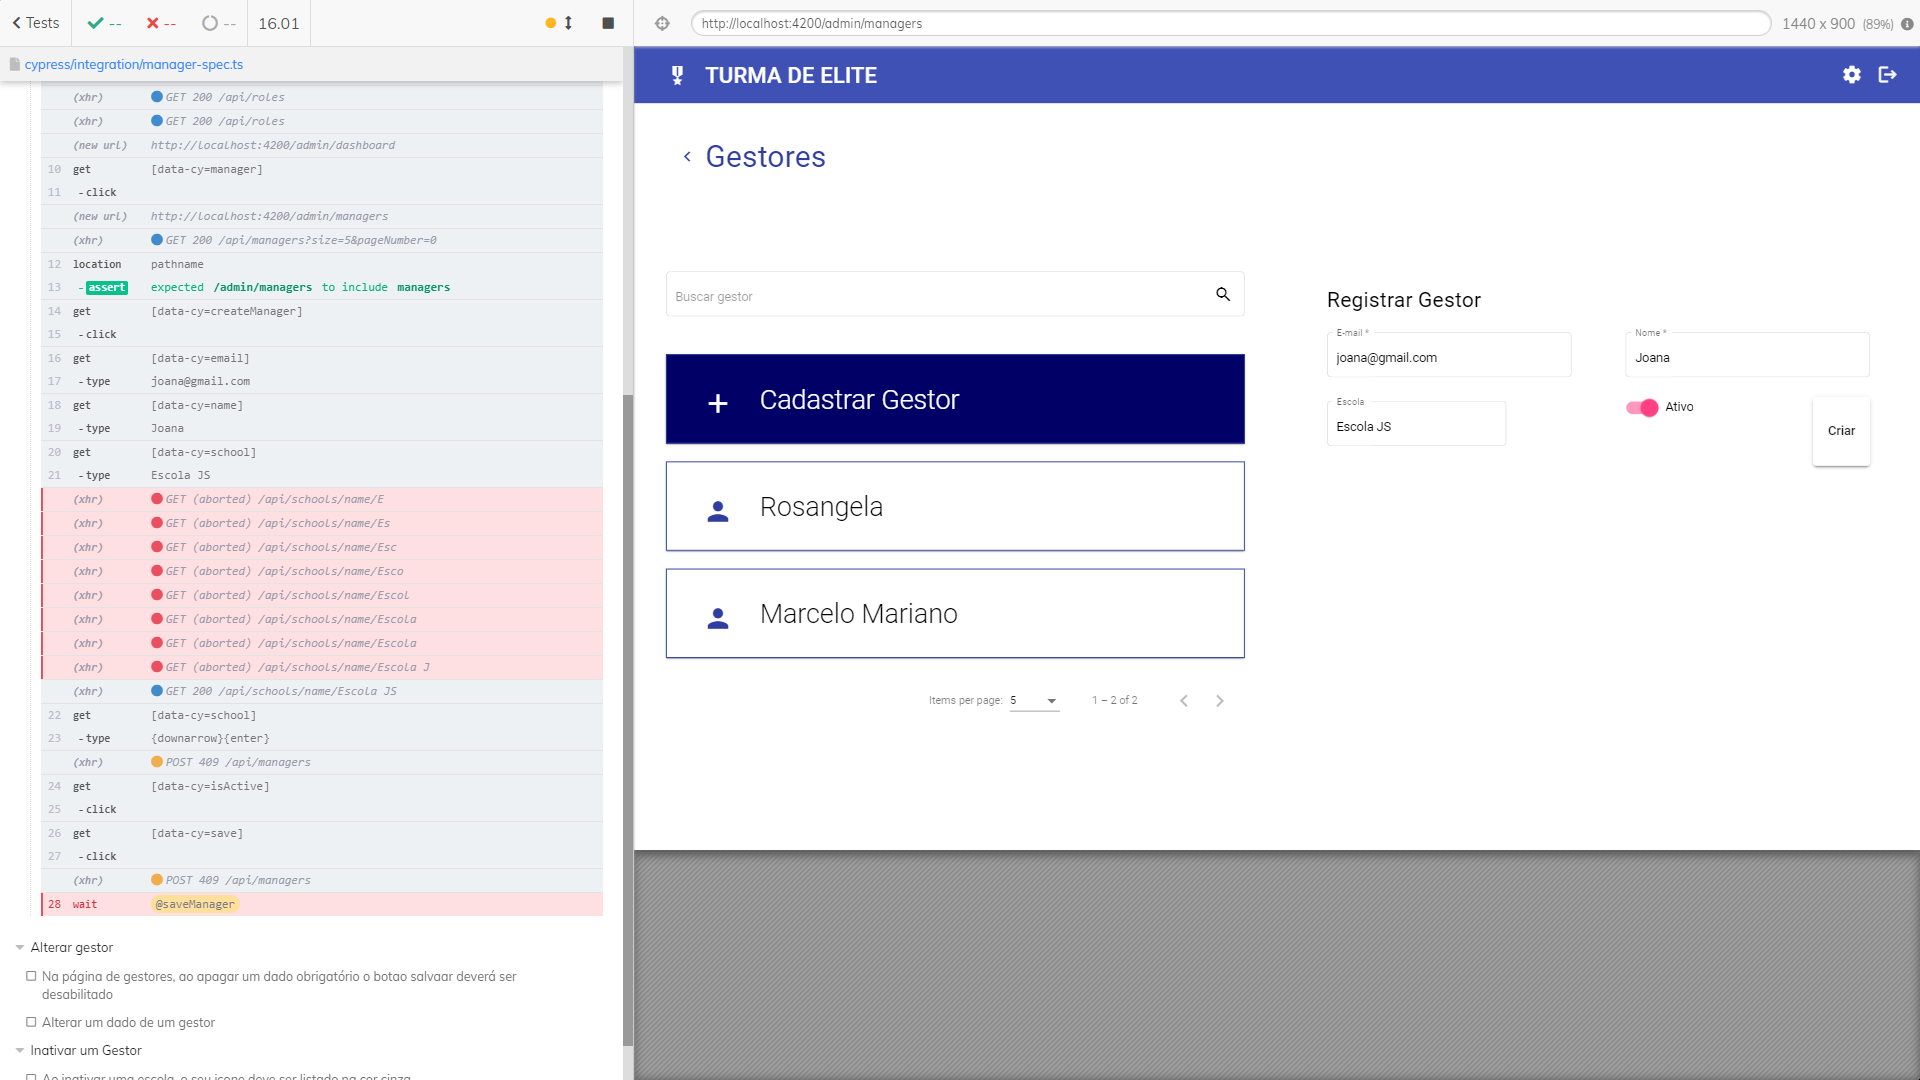 Tests
--
--
--
16.01
cypress/integration/manager-spec.ts
(xhr) GET 200 /api/roles
(xhr) GET 200 /api/roles
(new url) http://localhost:4200/admin/dashboard
10 get [data-cy=manager]
11 -click
(new url) http://localhost:4200/admin/managers
(xhr) GET 200 /api/managers?size=5&pageNumber=0
12 location pathname
13 -assert expected /admin/managers to include managers
14 get [data-cy=createManager]
15 -click
16 get [data-cy=email]
17 -type joana@gmail.com
18 get [data-cy=name]
19 -type Joana
20 get [data-cy=school]
21 -type Escola JS
(xhr) GET (aborted) /api/schools/name/E
(xhr) GET (aborted) /api/schools/name/Es
(xhr) GET (aborted) /api/schools/name/Esc
(xhr) GET (aborted) /api/schools/name/Esco
(xhr) GET (aborted) /api/schools/name/Escol
(xhr) GET (aborted) /api/schools/name/Escola
(xhr) GET (aborted) /api/schools/name/Escola
(xhr) GET (aborted) /api/schools/name/Escola J
(xhr) GET 200 /api/schools/name/Escola JS
22 get [data-cy=school]
23 -type {downarrow}{enter}
(xhr) POST 409 /api/managers
24 get [data-cy=isActive]
25 -click
26 get [data-cy=save]
27 -click
(xhr) POST 409 /api/managers
28 wait @saveManager
Alterar gestor
Na página de gestores, ao apagar um dado obrigatório o botao salvaar deverá ser
desabilitado
Alterar um dado de um gestor
Inativar um Gestor
Ao inativar uma escola, o seu icone deve ser listado na cor cinza
http://localhost:4200/admin/managers
1440 x 900 (89%)
TURMA DE ELITE
Gestores
Buscar gestor
Cadastrar Gestor
Rosangela
Marcelo Mariano
Items per page: 5
1 – 2 of 2
Registrar Gestor
E-mail *
joana@gmail.com
Nome *
Joana
Escola
Escola JS
Ativo
Criar